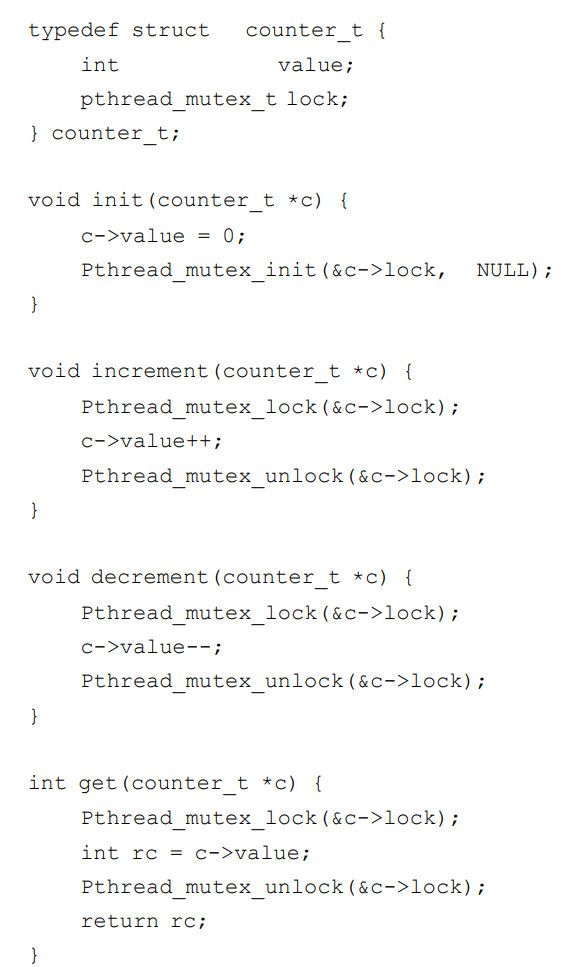 typedef struct counter_t {
    int value;
    pthread_mutex_t lock;
} counter_t;

void init(counter_t *c) {
    c->value = 0;
    Pthread_mutex_init(&c->lock, NULL);
}

void increment(counter_t *c) {
    Pthread_mutex_lock(&c->lock);
    c->value++;
    Pthread_mutex_unlock(&c->lock);
}

void decrement(counter_t *c) {
    Pthread_mutex_lock(&c->lock);
    c->value--;
    Pthread_mutex_unlock(&c->lock);
}

int get(counter_t *c) {
    Pthread_mutex_lock(&c->lock);
    int rc = c->value;
    Pthread_mutex_unlock(&c->lock);
    return rc;
}